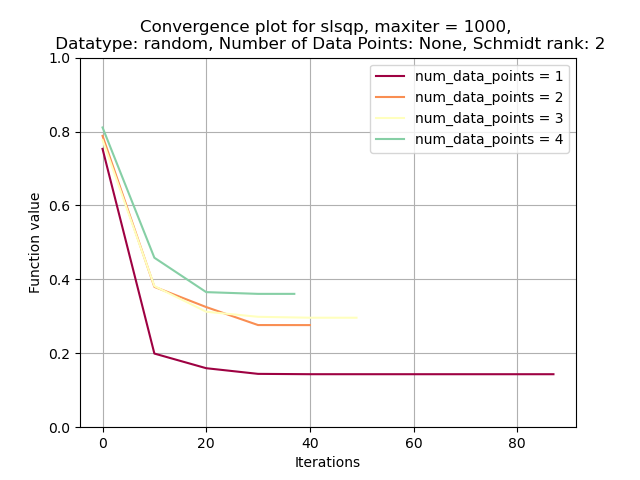 Convergence plot for slsqp, maxiter = 1000,
Datatype: random, Number of Data Points: None, Schmidt rank: 2
1.0
0.8
0.6
0.4
0.2
0.0
Function value
num_data_points = 1
num_data_points = 2
num_data_points = 3
num_data_points = 4
0 20 40 60 80
Iterations